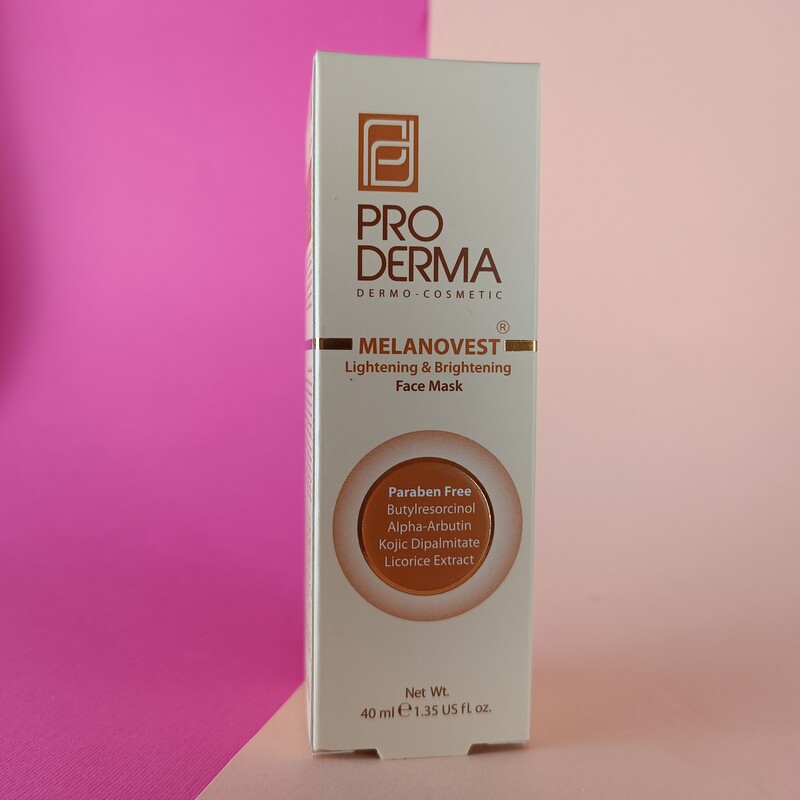 PRO
DERMA
DERMO-COSMETIC
MELANOVEST®
Lightening & Brightening
Face Mask
Paraben Free
Butylresorcinol
Alpha-Arbutin
Kojic Dipalmitate
Licorice Extract
Net Wt.
40 ml ℮ 1.35 US fl. oz.